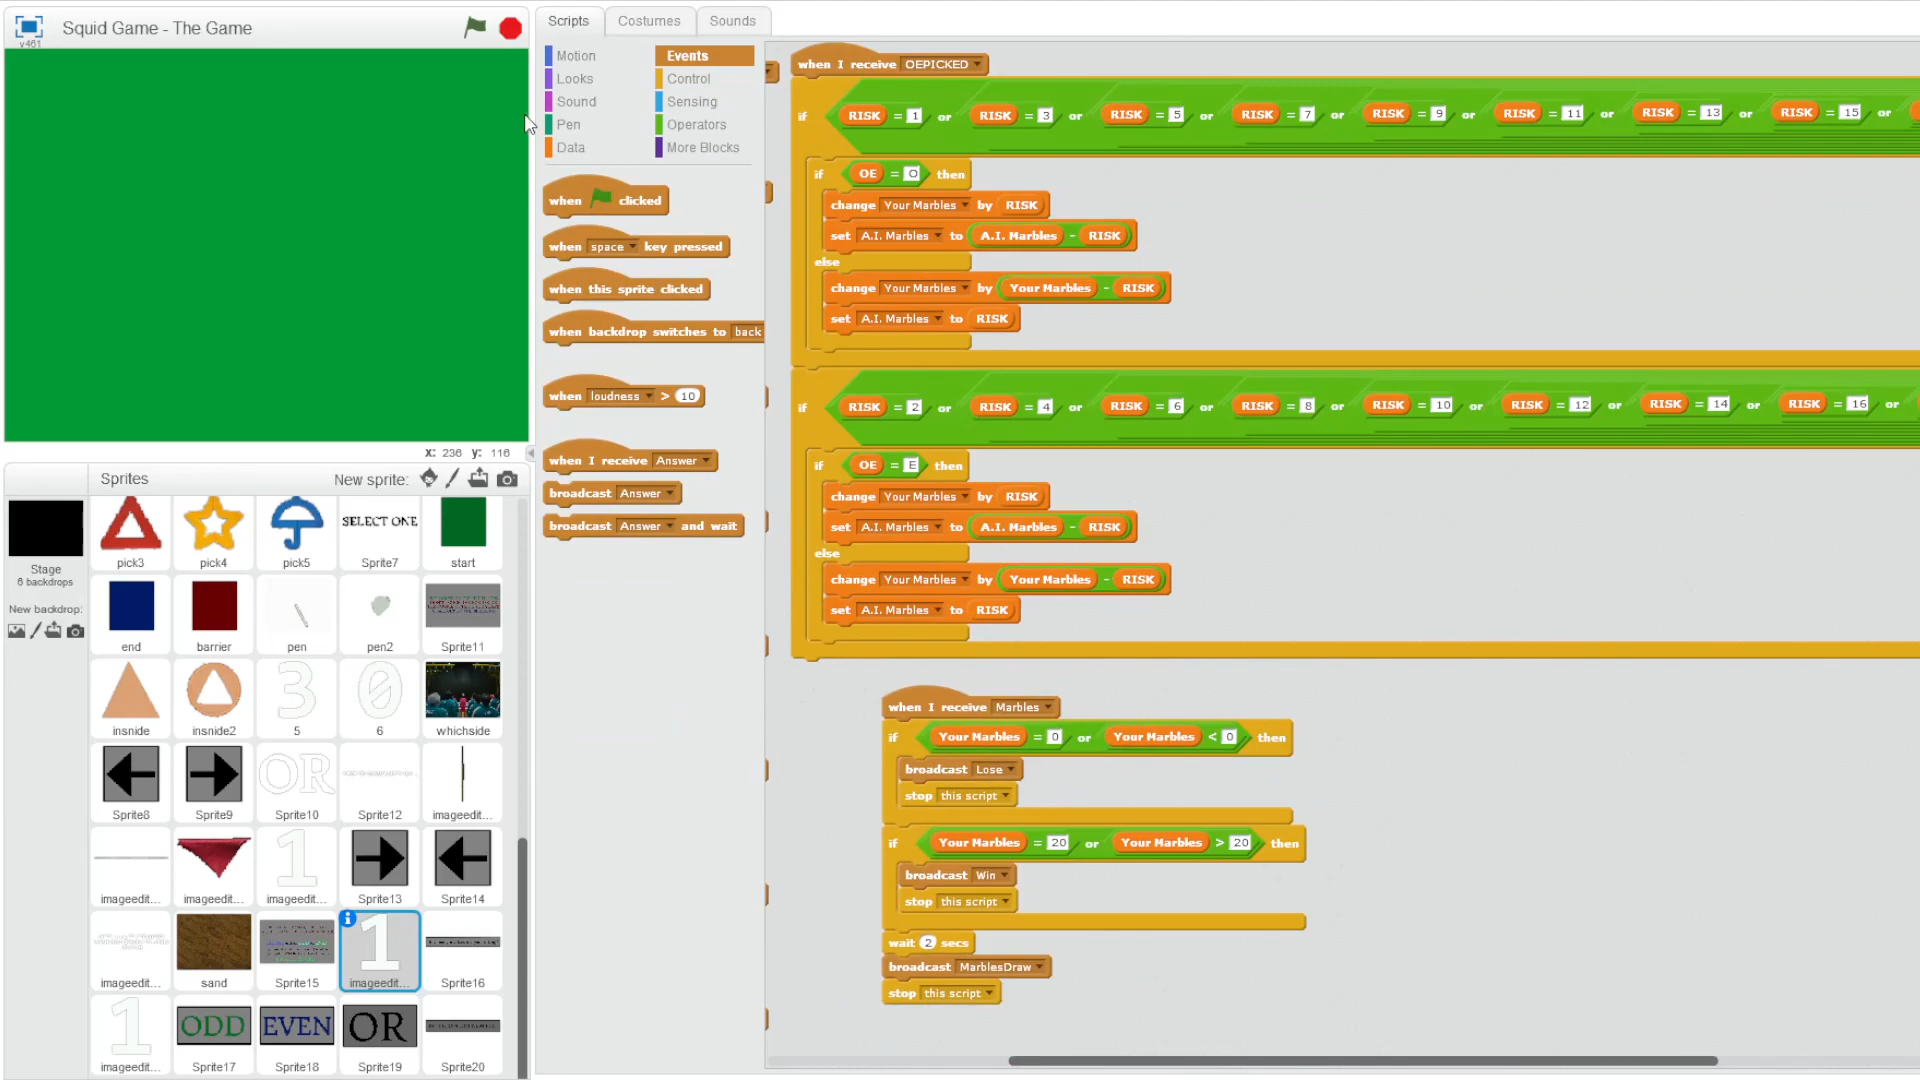 Squid Game - The Game
v461
Scripts
Costumes
Sounds
Motion
Looks
Sound
Pen
Data
Events
Control
Sensing
Operators
More Blocks
when clicked
when space key pressed
when this sprite clicked
when backdrop switches to back
when loudness > 10
when I receive Answer
broadcast Answer
broadcast Answer and wait
x: 236 y: 116
Sprites
New sprite:
Stage
6 backdrops
New backdrop:
SELECT ONE
pick3
pick4
pick5
Sprite7
start
end
barrier
pen
pen2
Sprite11
3
0
insnide
insnide2
5
6
whichside
OR
Sprite8
Sprite9
Sprite10
Sprite12
imageedit...
1
imageedit...
imageedit...
imageedit...
Sprite13
Sprite14
1
imageedit...
sand
Sprite15
imageedit...
Sprite16
1
ODD
EVEN
OR
imageedit...
Sprite17
Sprite18
Sprite19
Sprite20
when I receive OEPICKED
if RISK = 1 or RISK = 3 or RISK = 5 or RISK = 7 or RISK = 9 or RISK = 11 or RISK = 13 or RISK = 15 or
if OE = O then
change Your Marbles by RISK
set A.I. Marbles to A.I. Marbles - RISK
else
change Your Marbles by Your Marbles - RISK
set A.I. Marbles to RISK
if RISK = 2 or RISK = 4 or RISK = 6 or RISK = 8 or RISK = 10 or RISK = 12 or RISK = 14 or RISK = 16 or
if OE = E then
change Your Marbles by RISK
set A.I. Marbles to A.I. Marbles - RISK
else
change Your Marbles by Your Marbles - RISK
set A.I. Marbles to RISK
when I receive Marbles
if Your Marbles = 0 or Your Marbles < 0 then
broadcast Lose
stop this script
if Your Marbles = 20 or Your Marbles > 20 then
broadcast Win
stop this script
wait 2 secs
broadcast MarblesDraw
stop this script